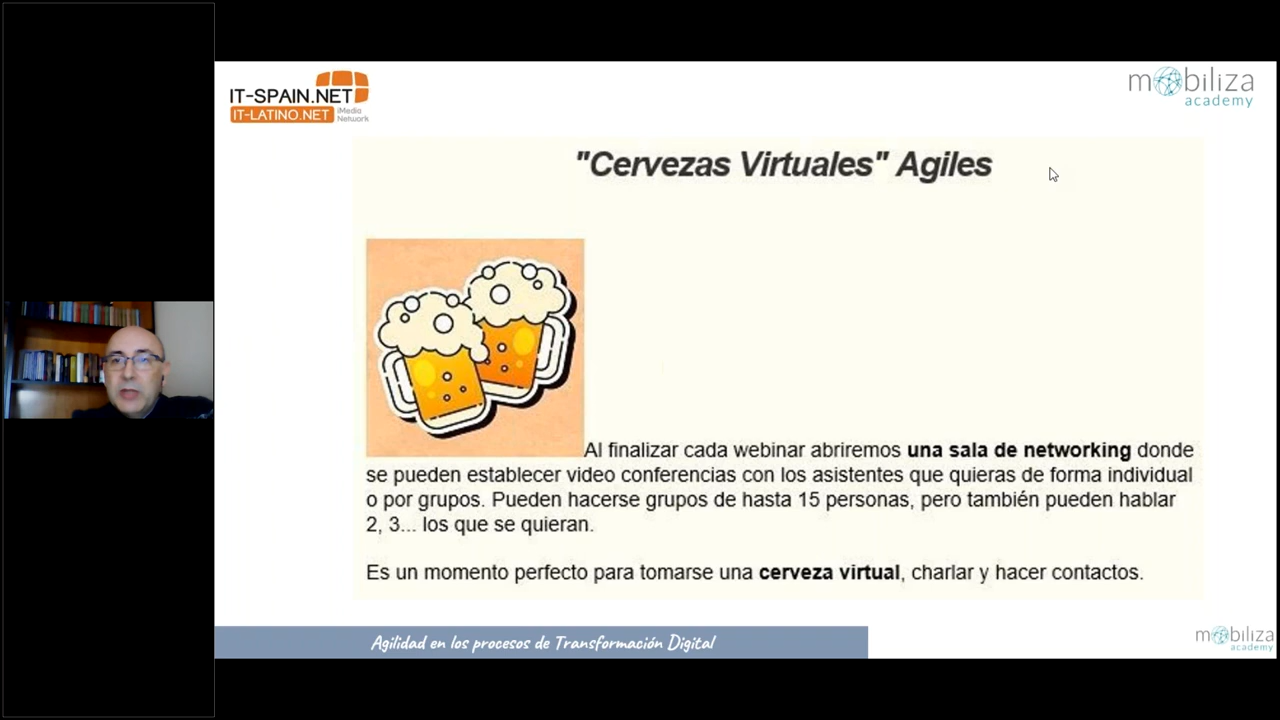 IT-SPAIN.NET
IT-LATINO.NET
iMedia
Network
mobiliza
academy
"Cervezas Virtuales" Agiles
Al finalizar cada webinar abriremos una sala de networking donde
se pueden establecer video conferencias con los asistentes que quieras de forma individual
o por grupos. Pueden hacerse grupos de hasta 15 personas, pero también pueden hablar
2, 3... los que se quieran.
Es un momento perfecto para tomarse una cerveza virtual, charlar y hacer contactos.
Agilidad en los procesos de Transformación Digital
mobiliza
academy